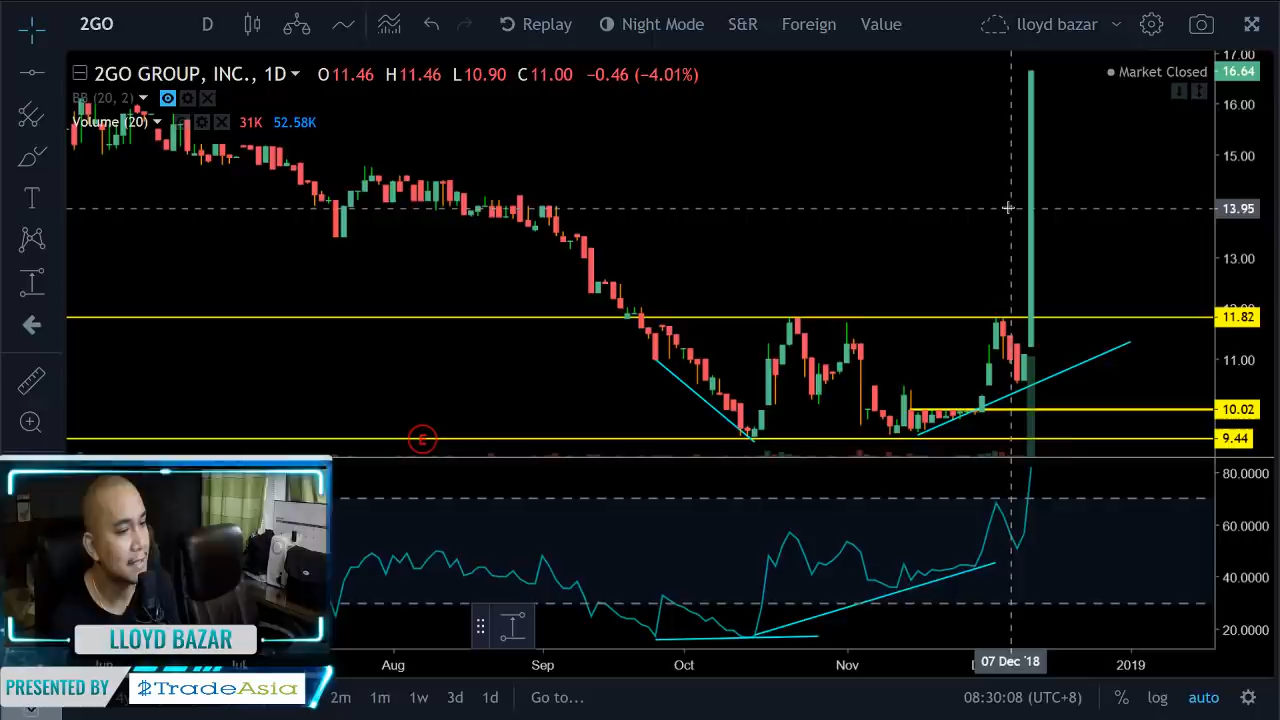 2GO D Replay Night Mode S&R Foreign Value lloyd bazar
2GO GROUP, INC., 1D O11.46 H11.46 L10.90 C11.00 −0.46 (−4.01%)
Market Closed
BB (20, 2)
Volume (20) 31K 52.58K
17.00
16.64
16.00
15.00
13.95
13.00
11.82
11.00
10.02
9.44
E
80.0000
60.0000
40.0000
20.0000
Aug Sep Oct Nov 07 Dec '18 2019
LLOYD BAZAR
PRESENTED BY TradeAsia
2m 1m 1w 3d 1d Go to... 08:30:08 (UTC+8) % log auto